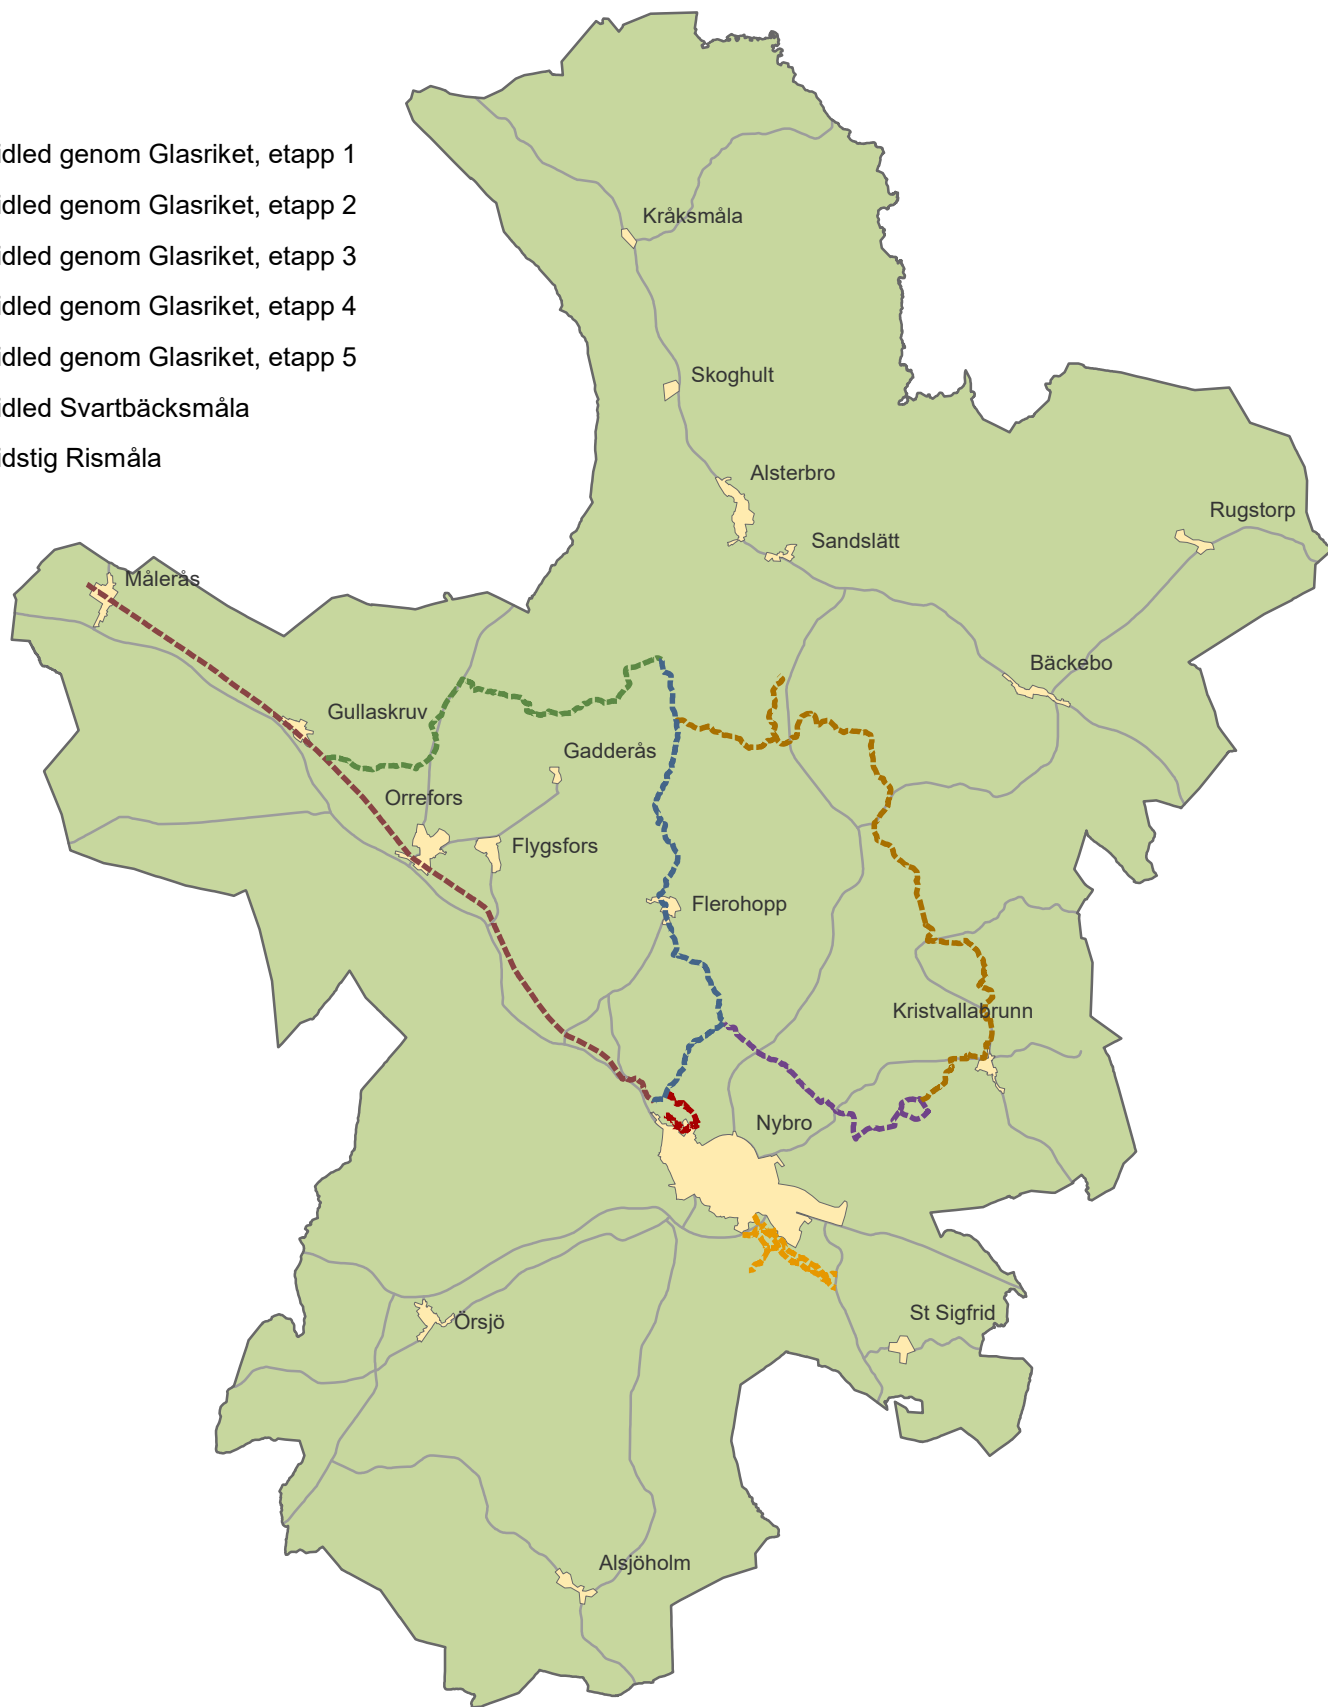 idled genom Glasriket, etapp 1
idled genom Glasriket, etapp 2
idled genom Glasriket, etapp 3
idled genom Glasriket, etapp 4
idled genom Glasriket, etapp 5
idled Svartbäcksmåla
idstig Rismåla
Kråksmåla
Skoghult
Alsterbro
Rugstorp
Sandslätt
Målerås
Bäckebo
Gullaskruv
Gadderås
Orrefors
Flygsfors
Flerohopp
Kristvallabrunn
Nybro
St Sigfrid
Örsjö
Alsjöholm